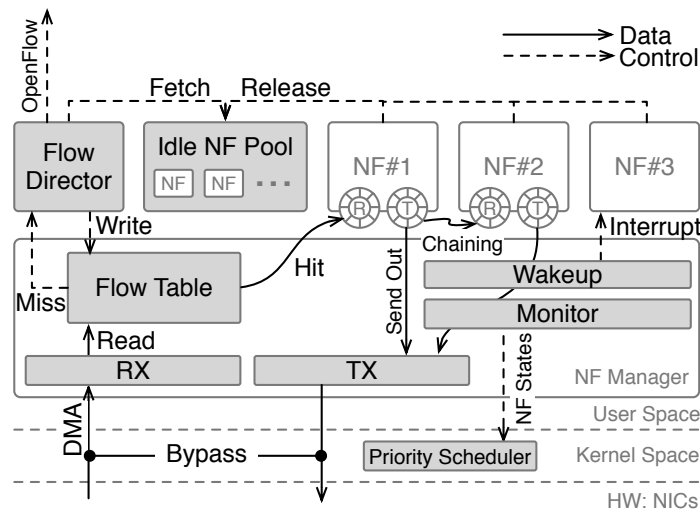 OpenFlow
Data
Control
Fetch
Release
Flow
Director
Idle NF Pool
NF
NF
...
NF#1
NF#2
NF#3
R
T
R
T
Write
Miss
Flow Table
Hit
Chaining
Interrupt
Send Out
Wakeup
Monitor
Read
RX
TX
NF States
NF Manager
User Space
DMA
Bypass
Priority Scheduler
Kernel Space
HW: NICs